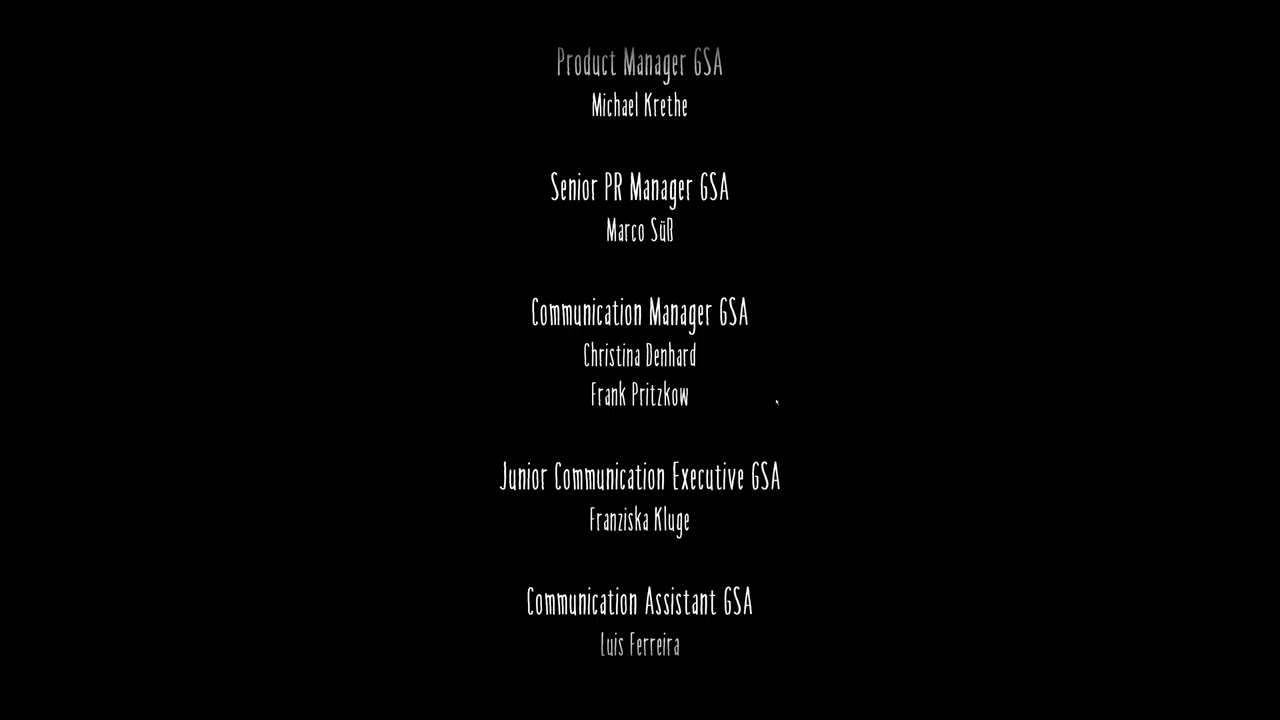 Product Manager GSA
Michael Krethe
Senior PR Manager GSA
Marco Süß
Communication Manager GSA
Christina Denhard
Frank Pritzkow
Junior Communication Executive GSA
Franziska Kluge
Communication Assistant GSA
Luis Ferreira